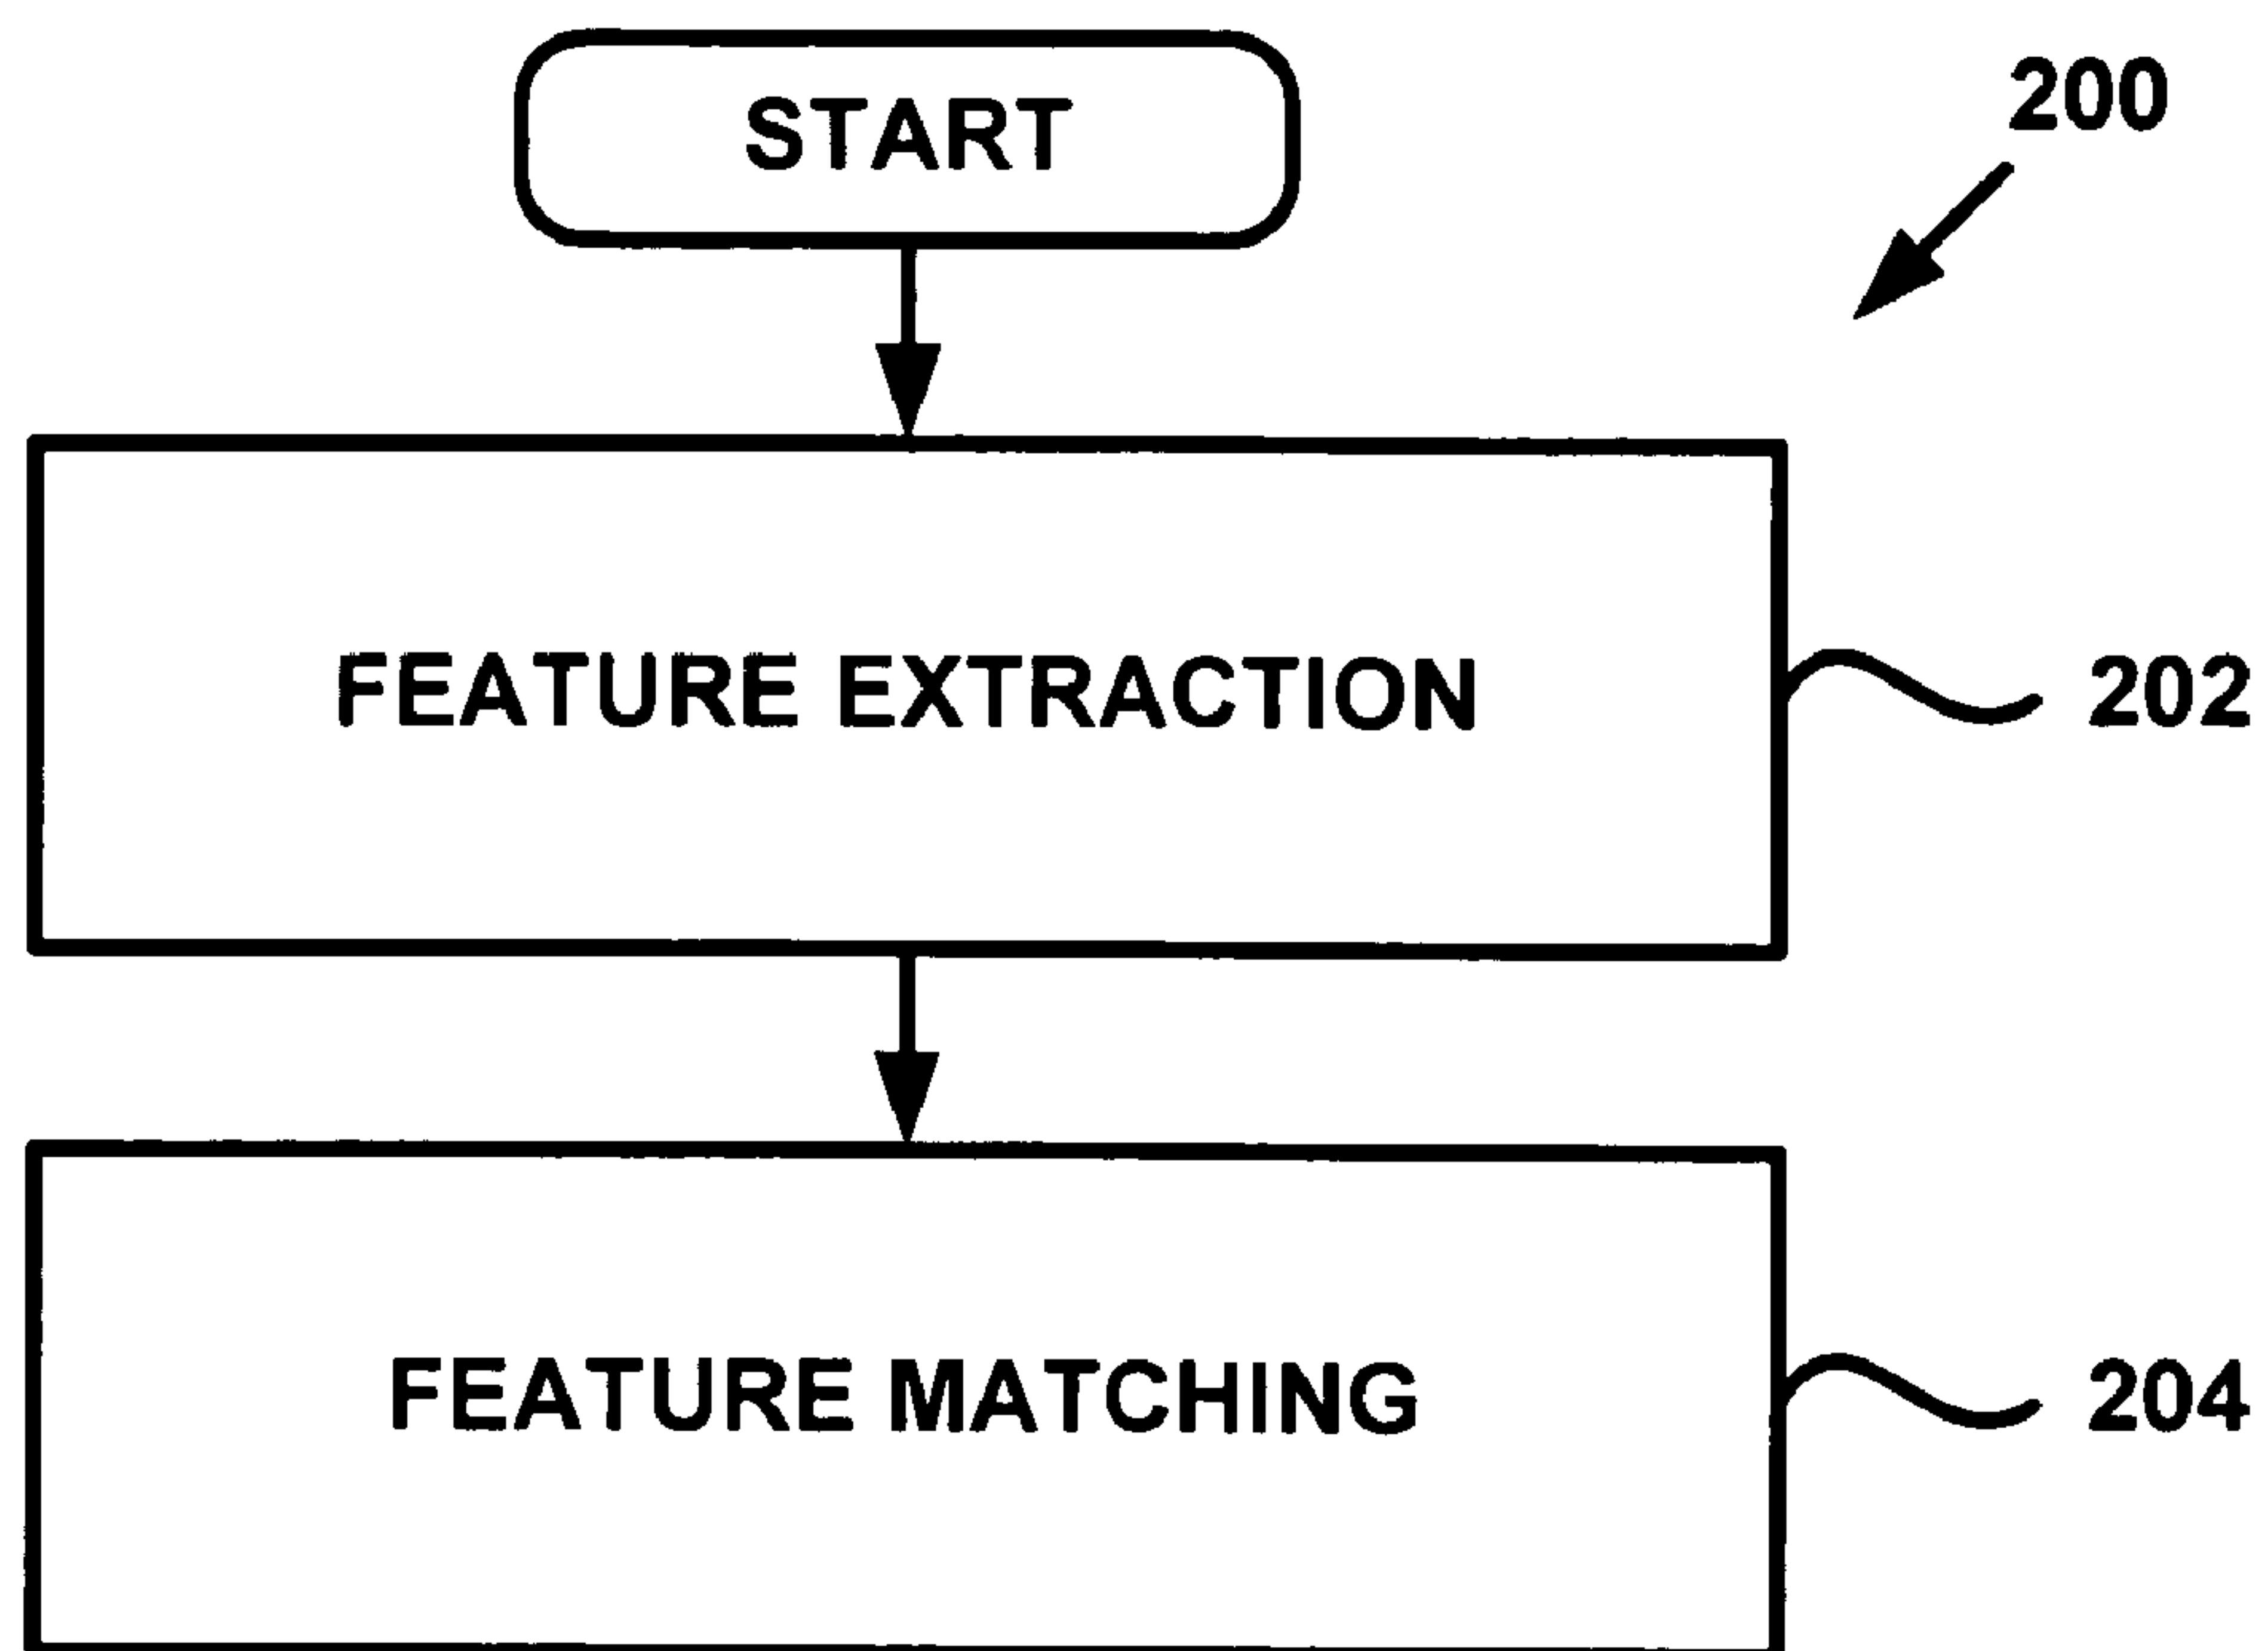 START
200
FEATURE EXTRACTION
202
FEATURE MATCHING
204